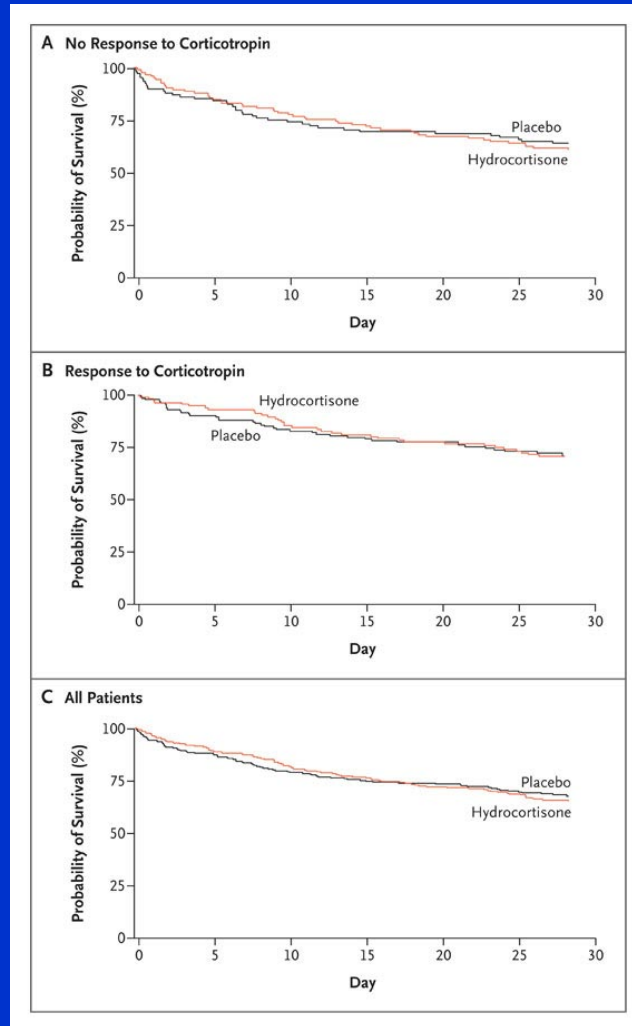 A No Response to Corticotropin
Probability of Survival (%)
100
75
50
25
0
Placebo
Hydrocortisone
0 5 10 15 20 25 30
Day
B Response to Corticotropin
Probability of Survival (%)
100
75
50
25
0
Hydrocortisone
Placebo
0 5 10 15 20 25 30
Day
C All Patients
Probability of Survival (%)
100
75
50
25
0
Placebo
Hydrocortisone
0 5 10 15 20 25 30
Day